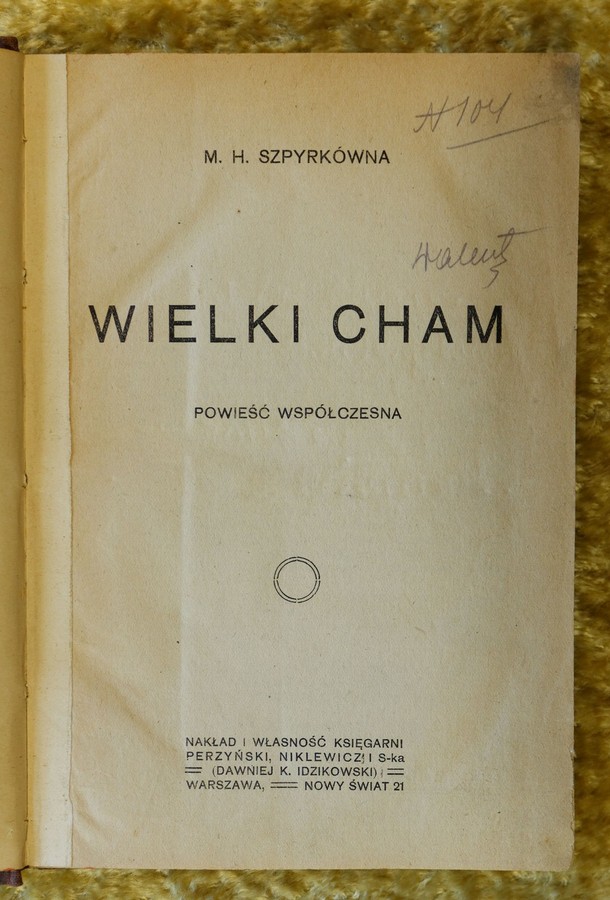 N 104
M. H. SZPYRKÓWNA
WIELKI CHAM
POWIEŚĆ WSPÓŁCZESNA
NAKŁAD I WŁASNOŚĆ KSIĘGARNI
PERZYŃSKI, NIKLEWICZ I S-ka
(DAWNIEJ K. IDZIKOWSKI)
WARSZAWA, NOWY ŚWIAT 21